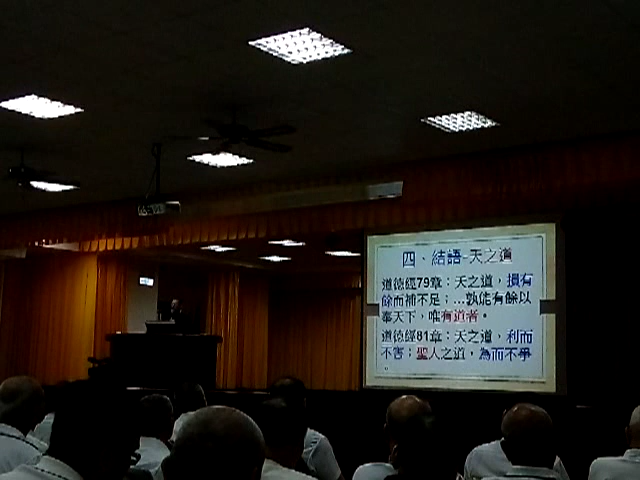 四、結語-天之道
道德經79章：天之道，損有
餘而補不足；...孰能有餘以
奉天下，唯有道者。
道德經81章：天之道，利而
不害；聖人之道，為而不爭
。